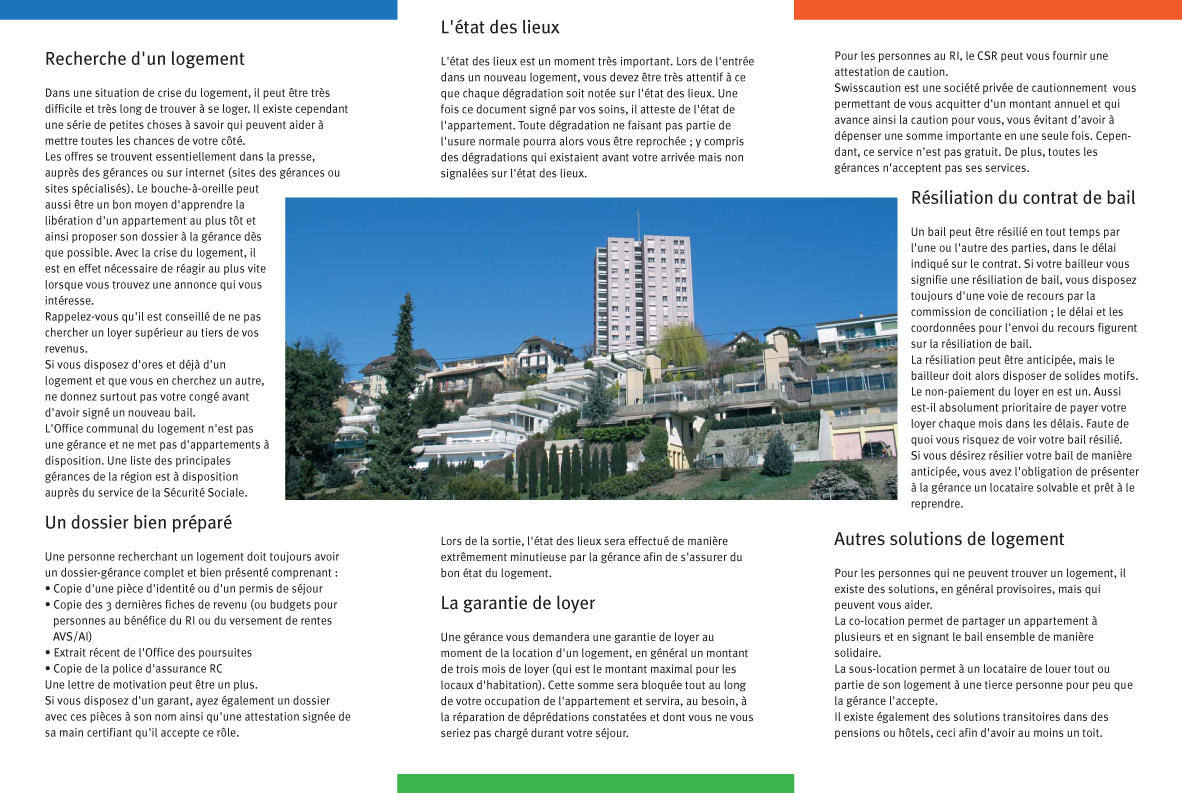 Recherche d'un logement
Dans une situation de crise du logement, il peut être très
difficile et très long de trouver à se loger. Il existe cependant
une série de petites choses à savoir qui peuvent aider à
mettre toutes les chances de votre côté.
Les offres se trouvent essentiellement dans la presse,
auprès des gérances ou sur internet (sites des gérances ou
sites spécialisés). Le bouche-à-oreille peut
aussi être un bon moyen d'apprendre la
libération d'un appartement au plus tôt et
ainsi proposer son dossier à la gérance dès
que possible. Avec la crise du logement, il
est en effet nécessaire de réagir au plus vite
lorsque vous trouvez une annonce qui vous
intéresse.
Rappelez-vous qu'il est conseillé de ne pas
chercher un loyer supérieur au tiers de vos
revenus.
Si vous disposez d'ores et déjà d'un
logement et que vous en cherchez un autre,
ne donnez surtout pas votre congé avant
d'avoir signé un nouveau bail.
L'Office communal du logement n'est pas
une gérance et ne met pas d'appartements à
disposition. Une liste des principales
gérances de la région est à disposition
auprès du service de la Sécurité Sociale.
Un dossier bien préparé
Une personne recherchant un logement doit toujours avoir
un dossier-gérance complet et bien présenté comprenant :
• Copie d'une pièce d'identité ou d'un permis de séjour
• Copie des 3 dernières fiches de revenu (ou budgets pour
personnes au bénéfice du RI ou du versement de rentes
AVS/AI)
• Extrait récent de l'Office des poursuites
• Copie de la police d'assurance RC
Une lettre de motivation peut être un plus.
Si vous disposez d'un garant, ayez également un dossier
avec ces pièces à son nom ainsi qu'une attestation signée de
sa main certifiant qu'il accepte ce rôle.
L'état des lieux
L'état des lieux est un moment très important. Lors de l'entrée
dans un nouveau logement, vous devez être très attentif à ce
que chaque dégradation soit notée sur l'état des lieux. Une
fois ce document signé par vos soins, il atteste de l'état de
l'appartement. Toute dégradation ne faisant pas partie de
l'usure normale pourra alors vous être reprochée ; y compris
des dégradations qui existaient avant votre arrivée mais non
signalées sur l'état des lieux.
Lors de la sortie, l'état des lieux sera effectué de manière
extrêmement minutieuse par la gérance afin de s'assurer du
bon état du logement.
La garantie de loyer
Une gérance vous demandera une garantie de loyer au
moment de la location d'un logement, en général un montant
de trois mois de loyer (qui est le montant maximal pour les
locaux d'habitation). Cette somme sera bloquée tout au long
de votre occupation de l'appartement et servira, au besoin, à
la réparation de déprédations constatées et dont vous ne vous
seriez pas chargé durant votre séjour.
Pour les personnes au RI, le CSR peut vous fournir une
attestation de caution.
Swisscaution est une société privée de cautionnement vous
permettant de vous acquitter d'un montant annuel et qui
avance ainsi la caution pour vous, vous évitant d'avoir à
dépenser une somme importante en une seule fois. Cepen-
dant, ce service n'est pas gratuit. De plus, toutes les
gérances n'acceptent pas ses services.
Résiliation du contrat de bail
Un bail peut être résilié en tout temps par
l'une ou l'autre des parties, dans le délai
indiqué sur le contrat. Si votre bailleur vous
signifie une résiliation de bail, vous disposez
toujours d'une voie de recours par la
commission de conciliation ; le délai et les
coordonnées pour l'envoi du recours figurent
sur la résiliation de bail.
La résiliation peut être anticipée, mais le
bailleur doit alors disposer de solides motifs.
Le non-paiement du loyer en est un. Aussi
est-il absolument prioritaire de payer votre
loyer chaque mois dans les délais. Faute de
quoi vous risquez de voir votre bail résilié.
Si vous désirez résilier votre bail de manière
anticipée, vous avez l'obligation de présenter
à la gérance un locataire solvable et prêt à le
reprendre.
Autres solutions de logement
Pour les personnes qui ne peuvent trouver un logement, il
existe des solutions, en général provisoires, mais qui
peuvent vous aider.
La co-location permet de partager un appartement à
plusieurs et en signant le bail ensemble de manière
solidaire.
La sous-location permet à un locataire de louer tout ou
partie de son logement à une tierce personne pour peu que
la gérance l'accepte.
Il existe également des solutions transitoires dans des
pensions ou hôtels, ceci afin d'avoir au moins un toit.